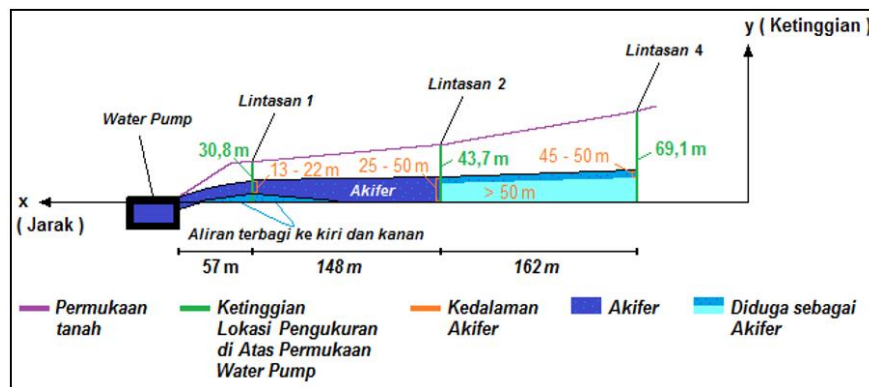 y ( Ketinggian )
Lintasan 4
Lintasan 2
Lintasan 1
Water Pump
30,8 m
13 - 22 m
25 - 50 m
43,7 m
45 - 50 m
69,1 m
Akifer
> 50 m
x
( Jarak )
Aliran terbagi ke kiri dan kanan
57 m
148 m
162 m
Permukaan
tanah
Ketinggian
Lokasi Pengukuran
di Atas Permukaan
Water Pump
Kedalaman
Akifer
Akifer
Diduga sebagai
Akifer